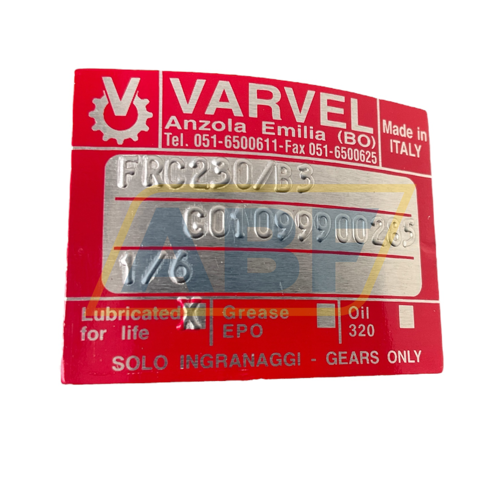 V VARVEL
Anzola Emilia (BO)
Tel. 051-6500611-Fax 051-6500625
Made in
ITALY
FRC230/B3
1/6
Lubricated X
for life
Grease
EPO
Oil
320
SOLO INGRANAGGI - GEARS ONLY
ABF